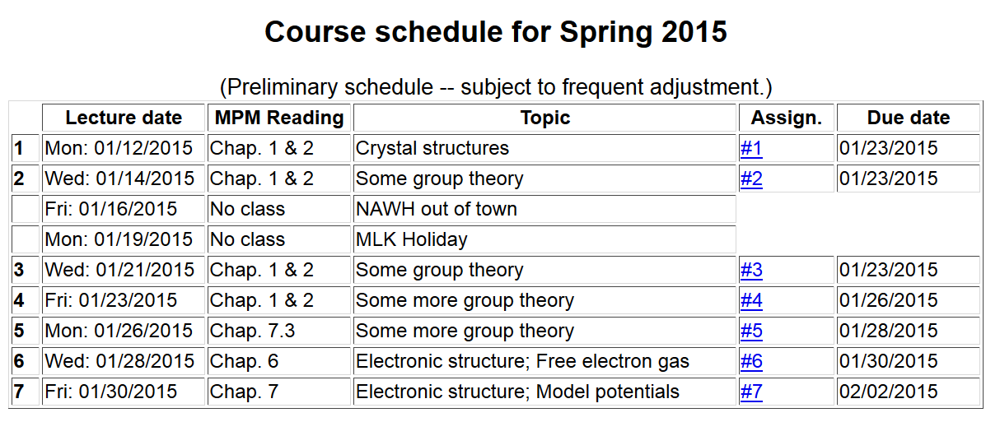 Course schedule for Spring 2015
(Preliminary schedule -- subject to frequent adjustment.)
Lecture date MPM Reading Topic Assign. Due date
1 Mon: 01/12/2015 Chap. 1 & 2 Crystal structures #1 01/23/2015
2 Wed: 01/14/2015 Chap. 1 & 2 Some group theory #2 01/23/2015
Fri: 01/16/2015 No class NAWH out of town
Mon: 01/19/2015 No class MLK Holiday
3 Wed: 01/21/2015 Chap. 1 & 2 Some group theory #3 01/23/2015
4 Fri: 01/23/2015 Chap. 1 & 2 Some more group theory #4 01/26/2015
5 Mon: 01/26/2015 Chap. 7.3 Some more group theory #5 01/28/2015
6 Wed: 01/28/2015 Chap. 6 Electronic structure; Free electron gas #6 01/30/2015
7 Fri: 01/30/2015 Chap. 7 Electronic structure; Model potentials #7 02/02/2015